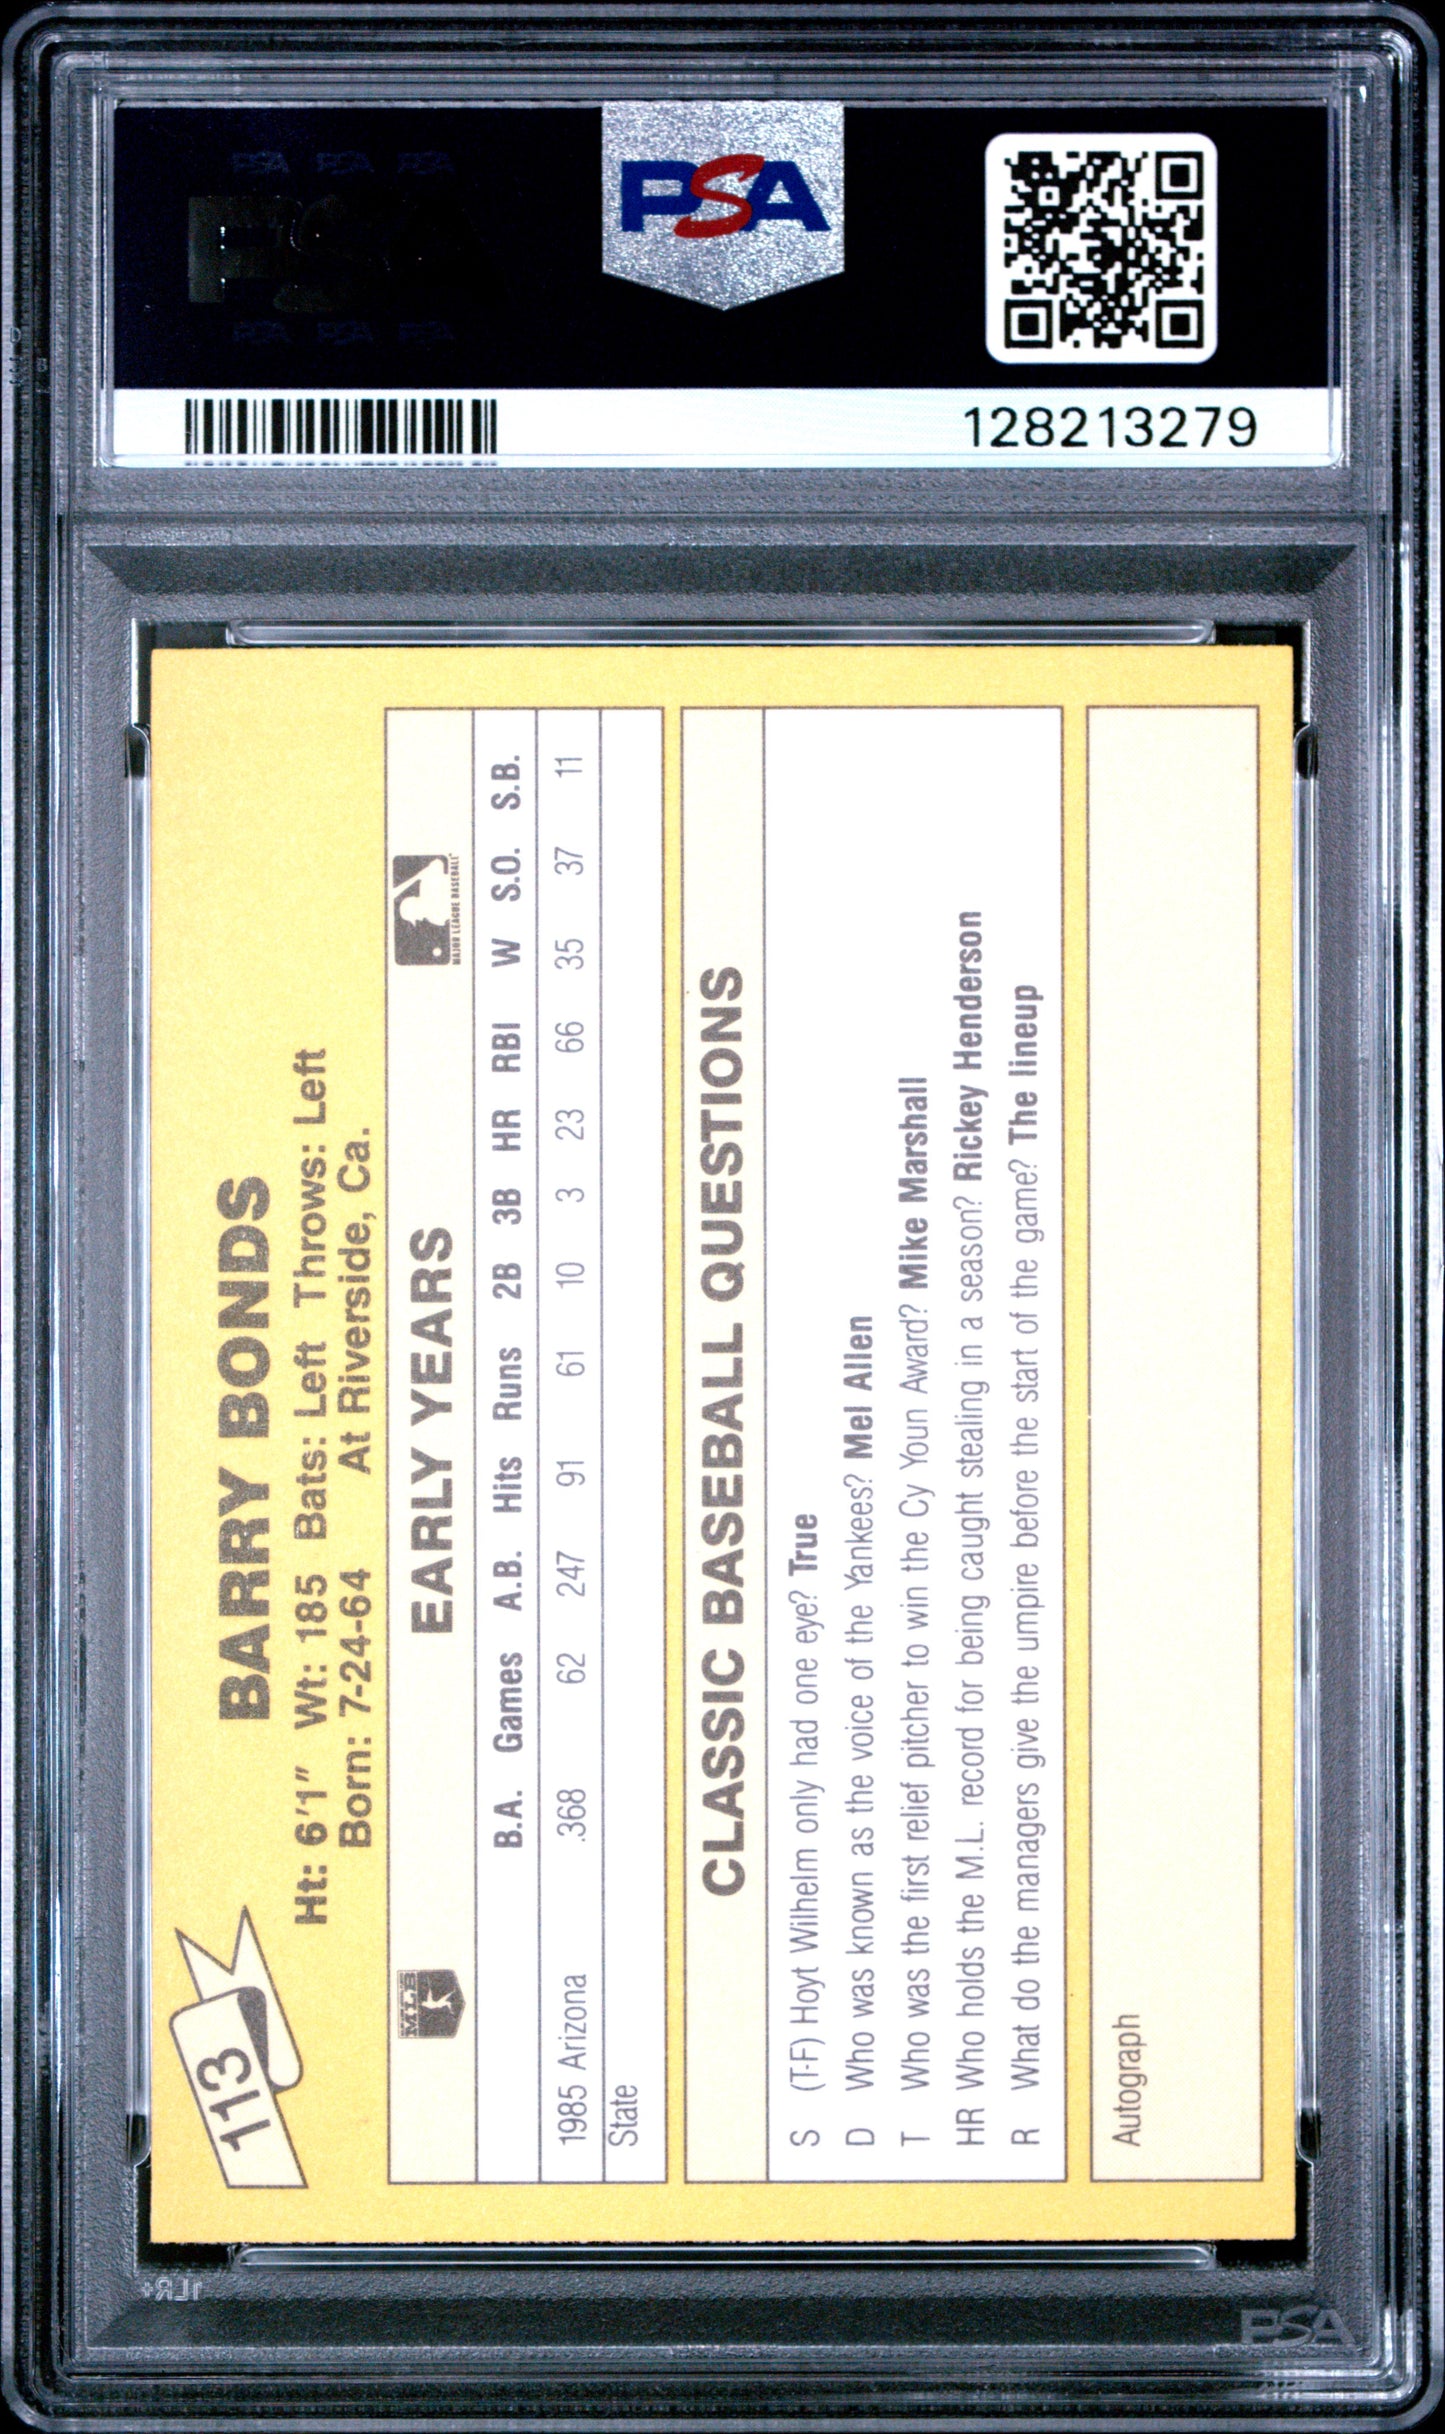 PSA
128213279
113
BARRY BONDS
Ht: 6'1" Wt: 185 Bats: Left Throws: Left
Born: 7-24-64 At Riverside, Ca.
MLB
EARLY YEARS
MAJOR LEAGUE BASEBALL
B.A. Games A.B. Hits Runs 2B 3B HR RBI W S.O. S.B.
1985 Arizona .368 62 247 91 61 10 3 23 66 35 37 11
State
CLASSIC BASEBALL QUESTIONS
S (T-F) Hoyt Wilhelm only had one eye? True
D Who was known as the voice of the Yankees? Mel Allen
T Who was the first relief pitcher to win the Cy Youn Award? Mike Marshall
HR Who holds the M.L. record for being caught stealing in a season? Rickey Henderson
R What do the managers give the umpire before the start of the game? The lineup
Autograph
PSA